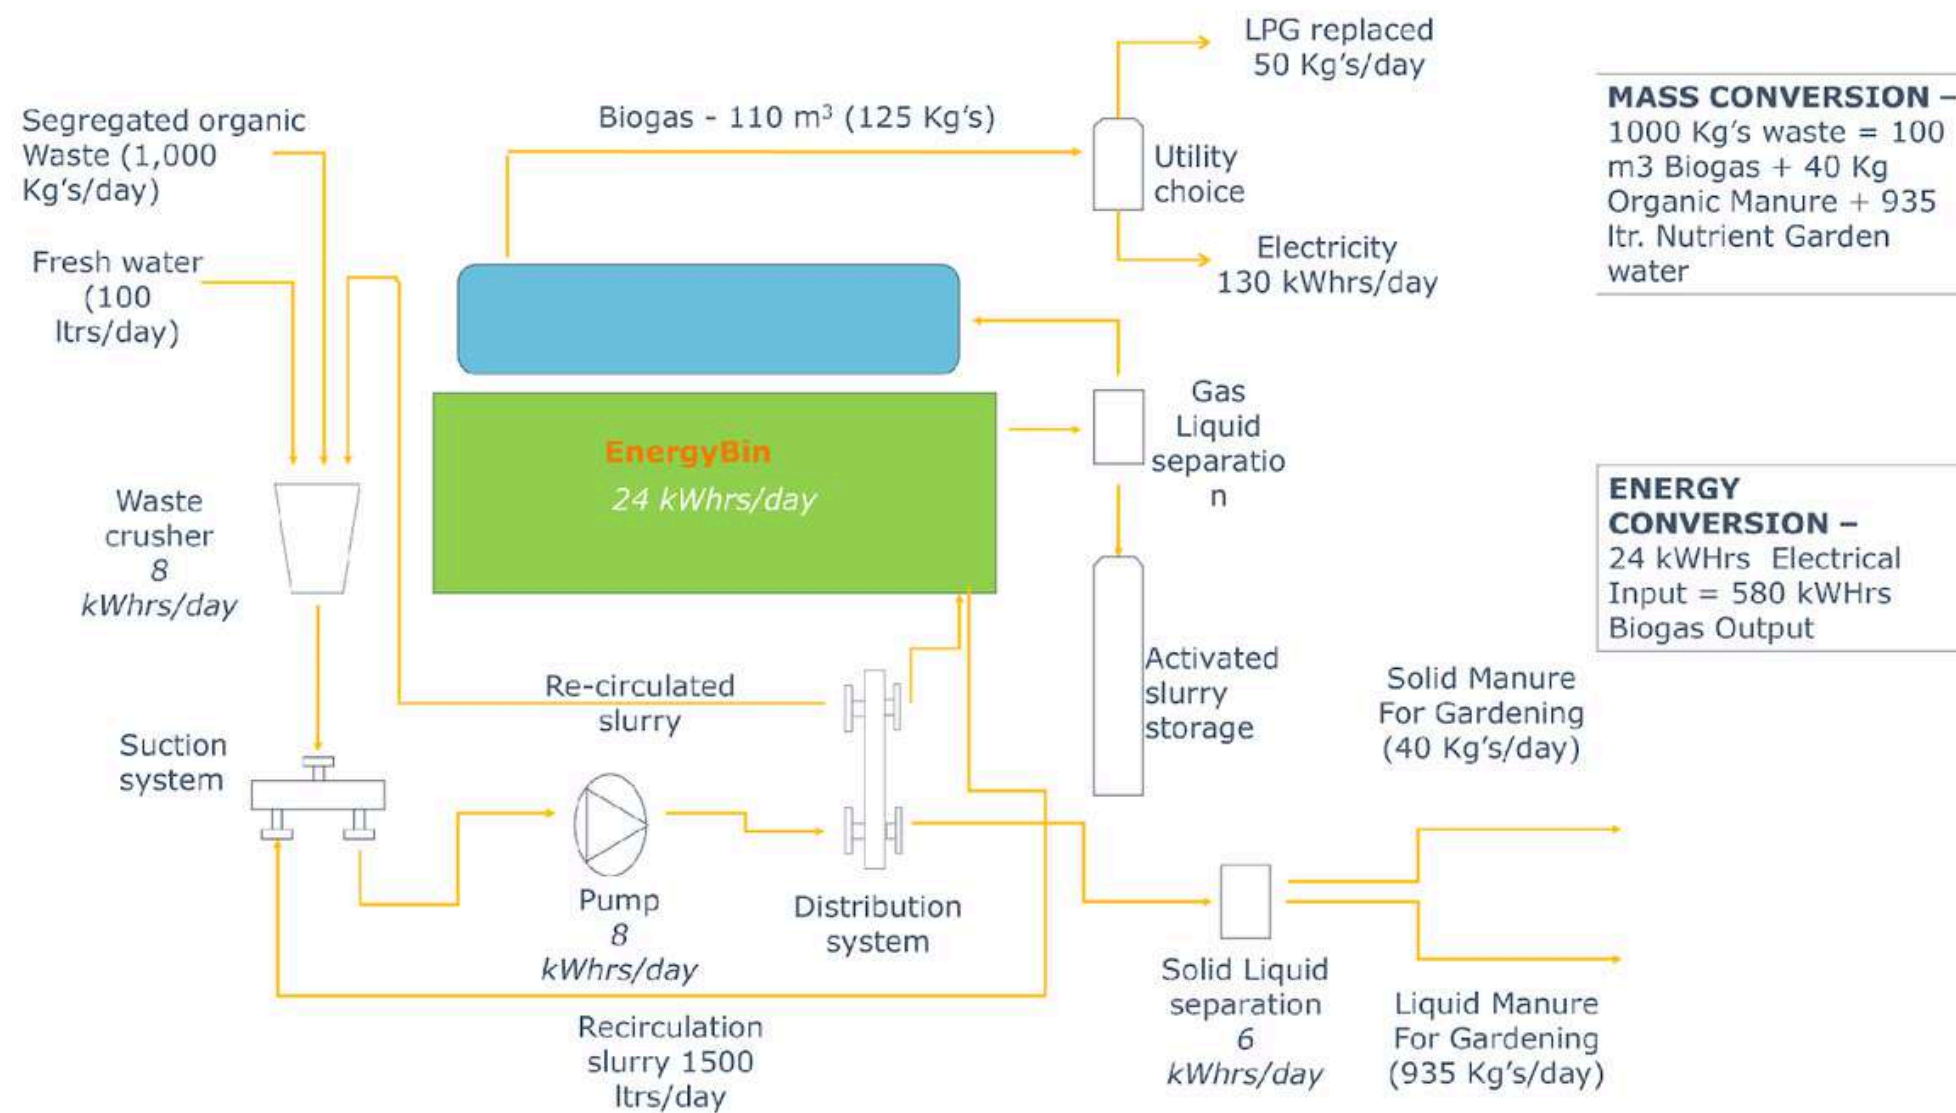 LPG replaced
50 Kg's/day
Segregated organic
Waste (1,000
Kg's/day)
Biogas - 110 m³ (125 Kg's)
Utility
choice
MASS CONVERSION –
1000 Kg's waste = 100
m3 Biogas + 40 Kg
Organic Manure + 935
ltr. Nutrient Garden
water
Fresh water
(100
ltrs/day)
Electricity
130 kWhrs/day
Gas
Liquid
separatio
n
EnergyBin
24 kWhrs/day
Waste
crusher
8
kWhrs/day
ENERGY
CONVERSION –
24 kWHrs Electrical
Input = 580 kWHrs
Biogas Output
Re-circulated
slurry
Activated
slurry
storage
Solid Manure
For Gardening
(40 Kg's/day)
Suction
system
Pump
8
kWhrs/day
Distribution
system
Solid Liquid
separation
6
kWhrs/day
Liquid Manure
For Gardening
(935 Kg's/day)
Recirculation
slurry 1500
ltrs/day